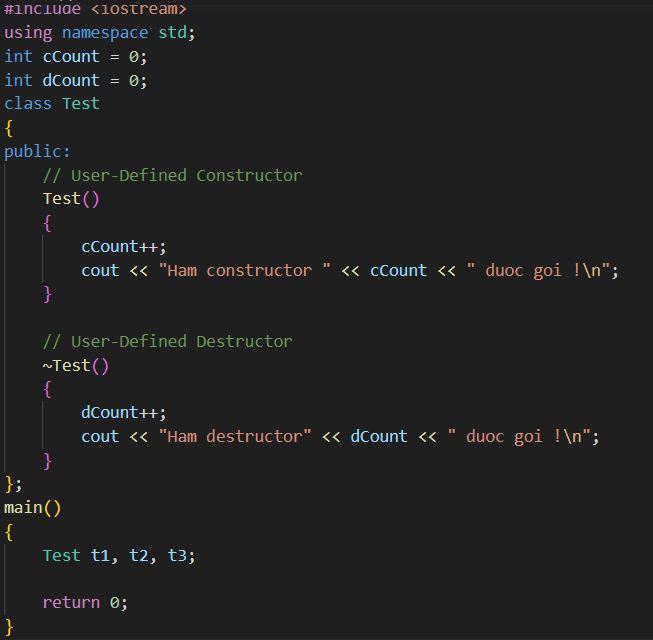 #include <iostream>
using namespace std;
int cCount = 0;
int dCount = 0;
class Test
{
public:
    // User-Defined Constructor
    Test()
    {
        cCount++;
        cout << "Ham constructor " << cCount << " duoc goi !\n";
    }

    // User-Defined Destructor
    ~Test()
    {
        dCount++;
        cout << "Ham destructor" << dCount << " duoc goi !\n";
    }
};
main()
{
    Test t1, t2, t3;

    return 0;
}